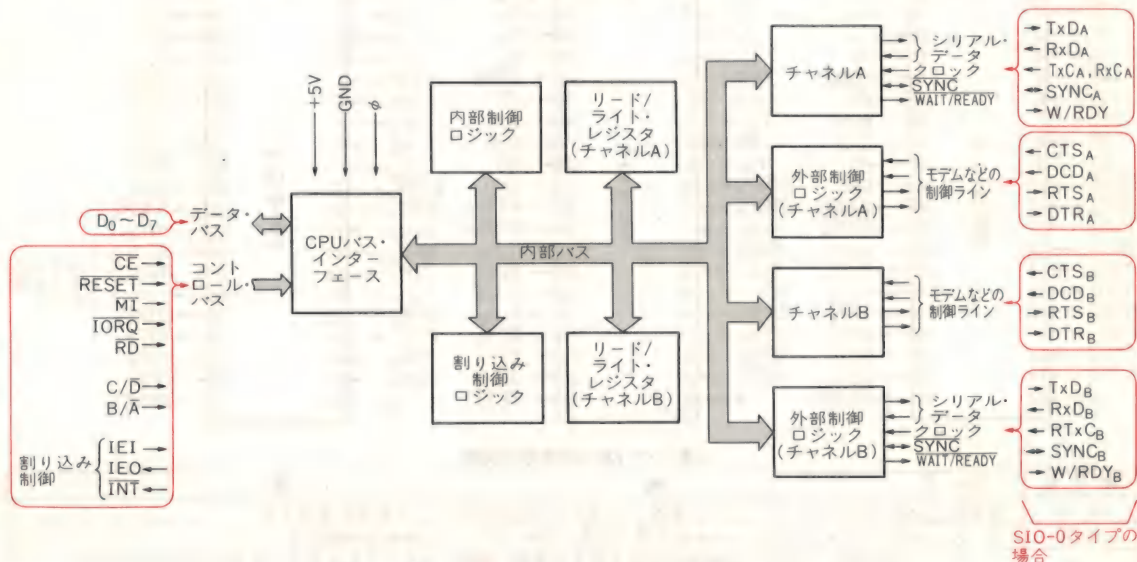 +5V
GND
φ
D₀～D₇
データ・
バス
CE
RESET
M1
IORQ
RD
C/D
B/A
コント
ロール・
バス
割り込み
制御
IEI
IEO
INT
CPUバス・
インター
フェース
内部制御
ロジック
リード/
ライト・
レジスタ
(チャネルA)
内部バス
割り込み
制御
ロジック
リード/
ライト・
レジスタ
(チャネルB)
チャネルA
シリアル・
データ
クロック
SYNC
WAIT/READY
TxDA
RxDA
TxCA, RxCA
SYNCA
W/RDY
外部制御
ロジック
(チャネルA)
モデムなどの
制御ライン
CTSA
DCDA
RTSA
DTRA
チャネルB
モデムなどの
制御ライン
CTSB
DCDB
RTSB
DTRB
外部制御
ロジック
(チャネルB)
シリアル・
データ
クロック
SYNC
WAIT/READY
TxDB
RxDB
RTxCB
SYNCB
W/RDYB
SIO-0タイプの
場合